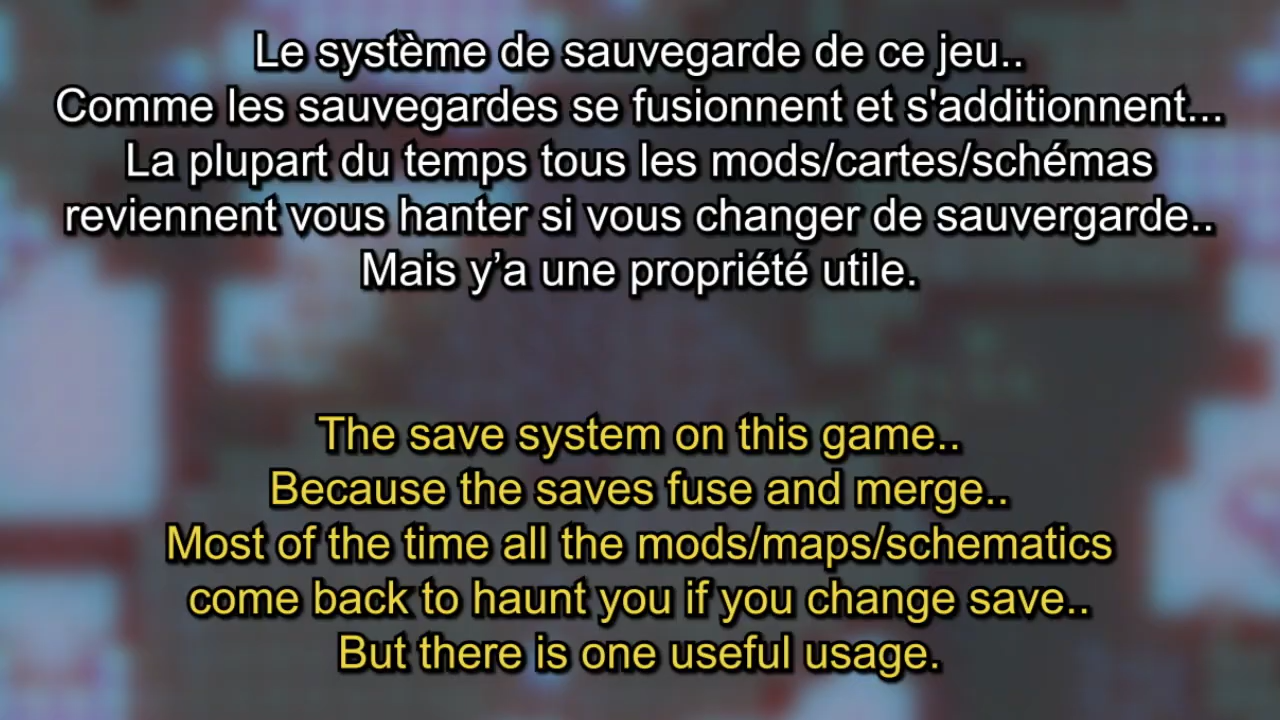 Le système de sauvegarde de ce jeu..
Comme les sauvegardes se fusionnent et s'additionnent...
La plupart du temps tous les mods/cartes/schémas
reviennent vous hanter si vous changer de sauvergarde..
Mais y’a une propriété utile.
The save system on this game..
Because the saves fuse and merge..
Most of the time all the mods/maps/schematics
come back to haunt you if you change save..
But there is one useful usage.